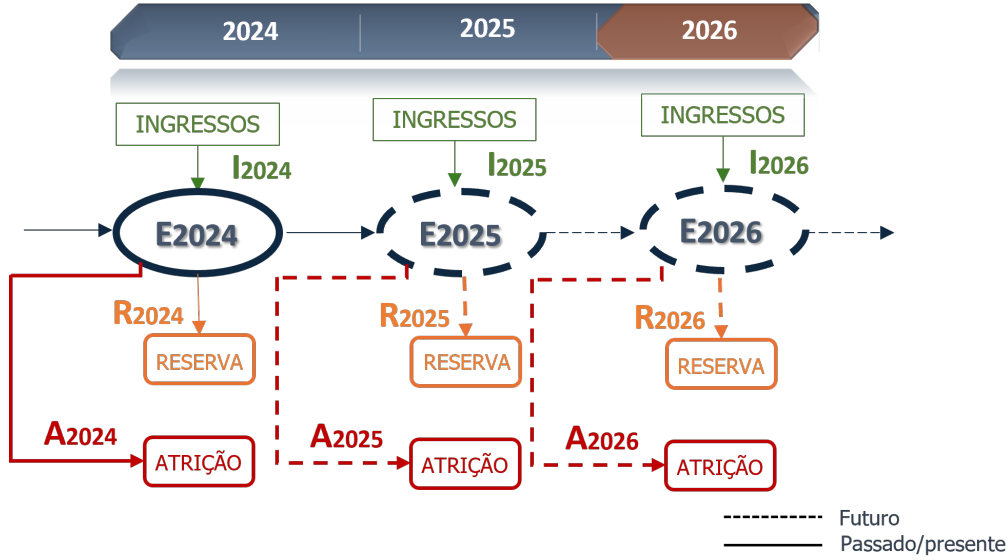 2024
2025
2026
INGRESSOS
INGRESSOS
INGRESSOS
I2024
I2025
I2026
E2024
E2025
E2026
R2024
R2025
R2026
RESERVA
RESERVA
RESERVA
A2024
A2025
A2026
ATRIÇÃO
ATRIÇÃO
ATRIÇÃO
Futuro
Passado/presente